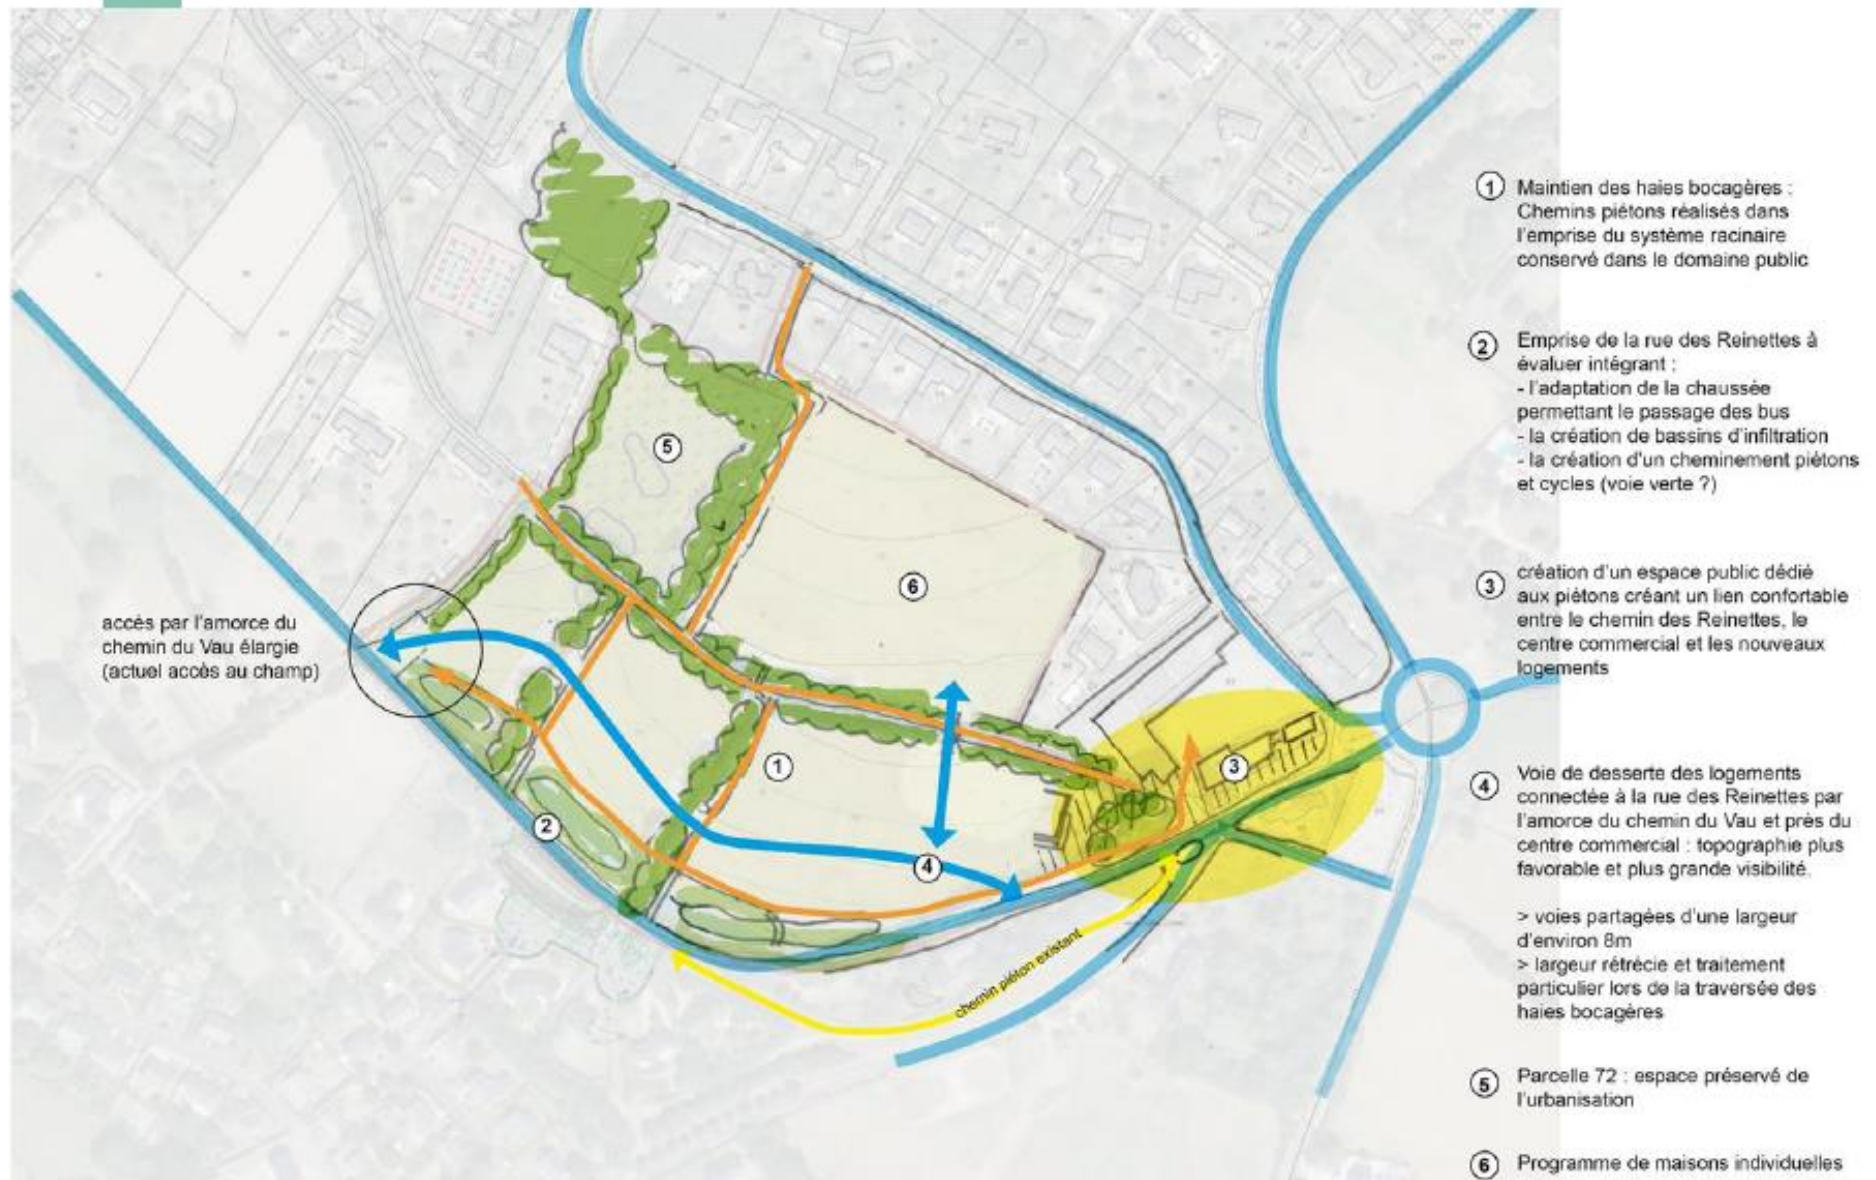 accès par l'amorce du
chemin du Vau élargie
(actuel accès au champ)
5
6
1
2
3
4
chemin piéton existant
1 Maintien des haies bocagères :
Chemins piétons réalisés dans
l'emprise du système racinaire
conservé dans le domaine public
2 Emprise de la rue des Reinettes à
évaluer intégrant :
- l'adaptation de la chaussée
permettant le passage des bus
- la création de bassins d'infiltration
- la création d'un cheminement piétons
et cycles (voie verte ?)
3 création d'un espace public dédié
aux piétons créant un lien confortable
entre le chemin des Reinettes, le
centre commercial et les nouveaux
logements
4 Voie de desserte des logements
connectée à la rue des Reinettes par
l'amorce du chemin du Vau et près du
centre commercial : topographie plus
favorable et plus grande visibilité.
> voies partagées d'une largeur
d'environ 8m
> largeur rétrécie et traitement
particulier lors de la traversée des
haies bocagères
5 Parcelle 72 : espace préservé de
l'urbanisation
6 Programme de maisons individuelles